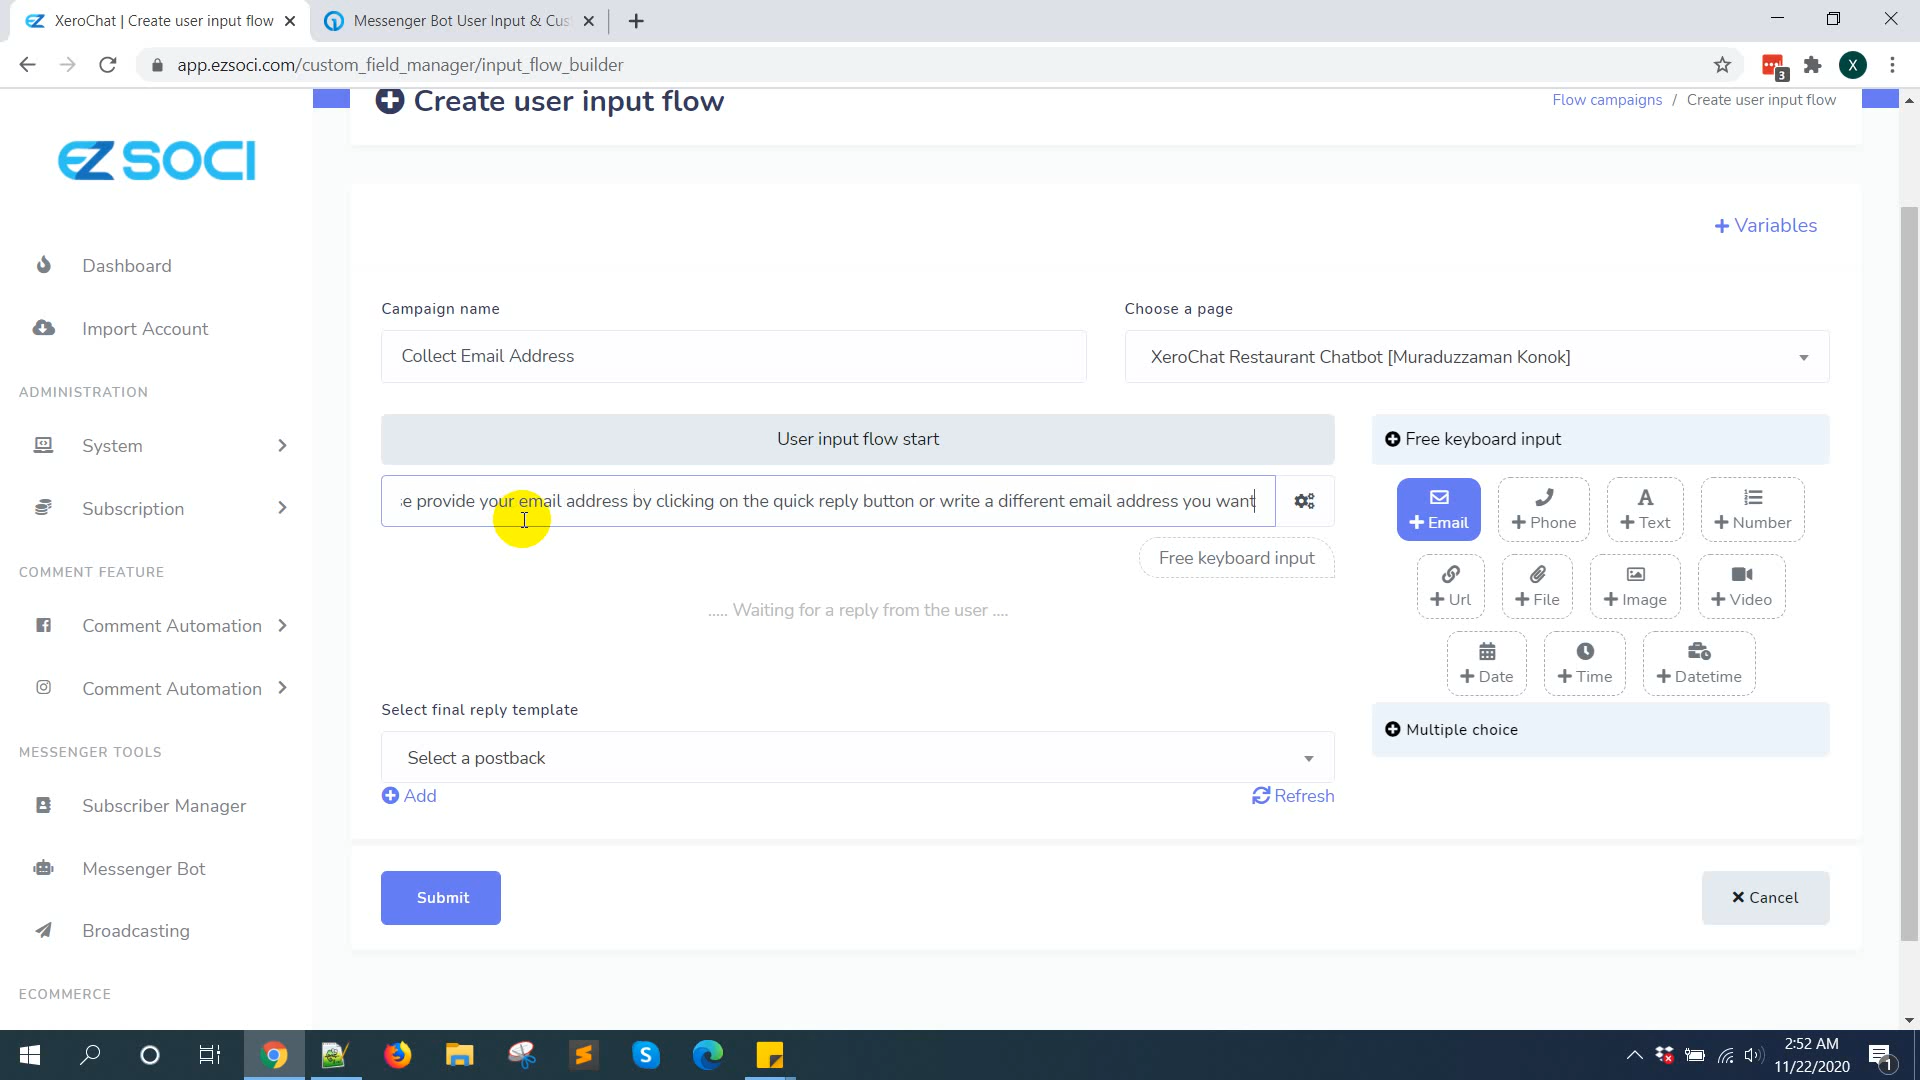 XeroChat | Create user input flow
Messenger Bot User Input & Cus
app.ezsoci.com/custom_field_manager/input_flow_builder
3
X
Create user input flow
Flow campaigns / Create user input flow
EZ SOCI
Variables
Dashboard
Campaign name
Choose a page
Import Account
Collect Email Address
XeroChat Restaurant Chatbot [Muraduzzaman Konok]
ADMINISTRATION
System
User input flow start
Free keyboard input
Subscription
e provide your email address by clicking on the quick reply button or write a different email address you want
Email
Phone
Text
Number
COMMENT FEATURE
Free keyboard input
Url
File
Image
Video
Comment Automation
..... Waiting for a reply from the user ....
Date
Time
Datetime
Comment Automation
Select final reply template
Multiple choice
MESSENGER TOOLS
Select a postback
Subscriber Manager
Add
Refresh
Messenger Bot
Submit
Cancel
Broadcasting
ECOMMERCE
2:52 AM
11/22/2020
1